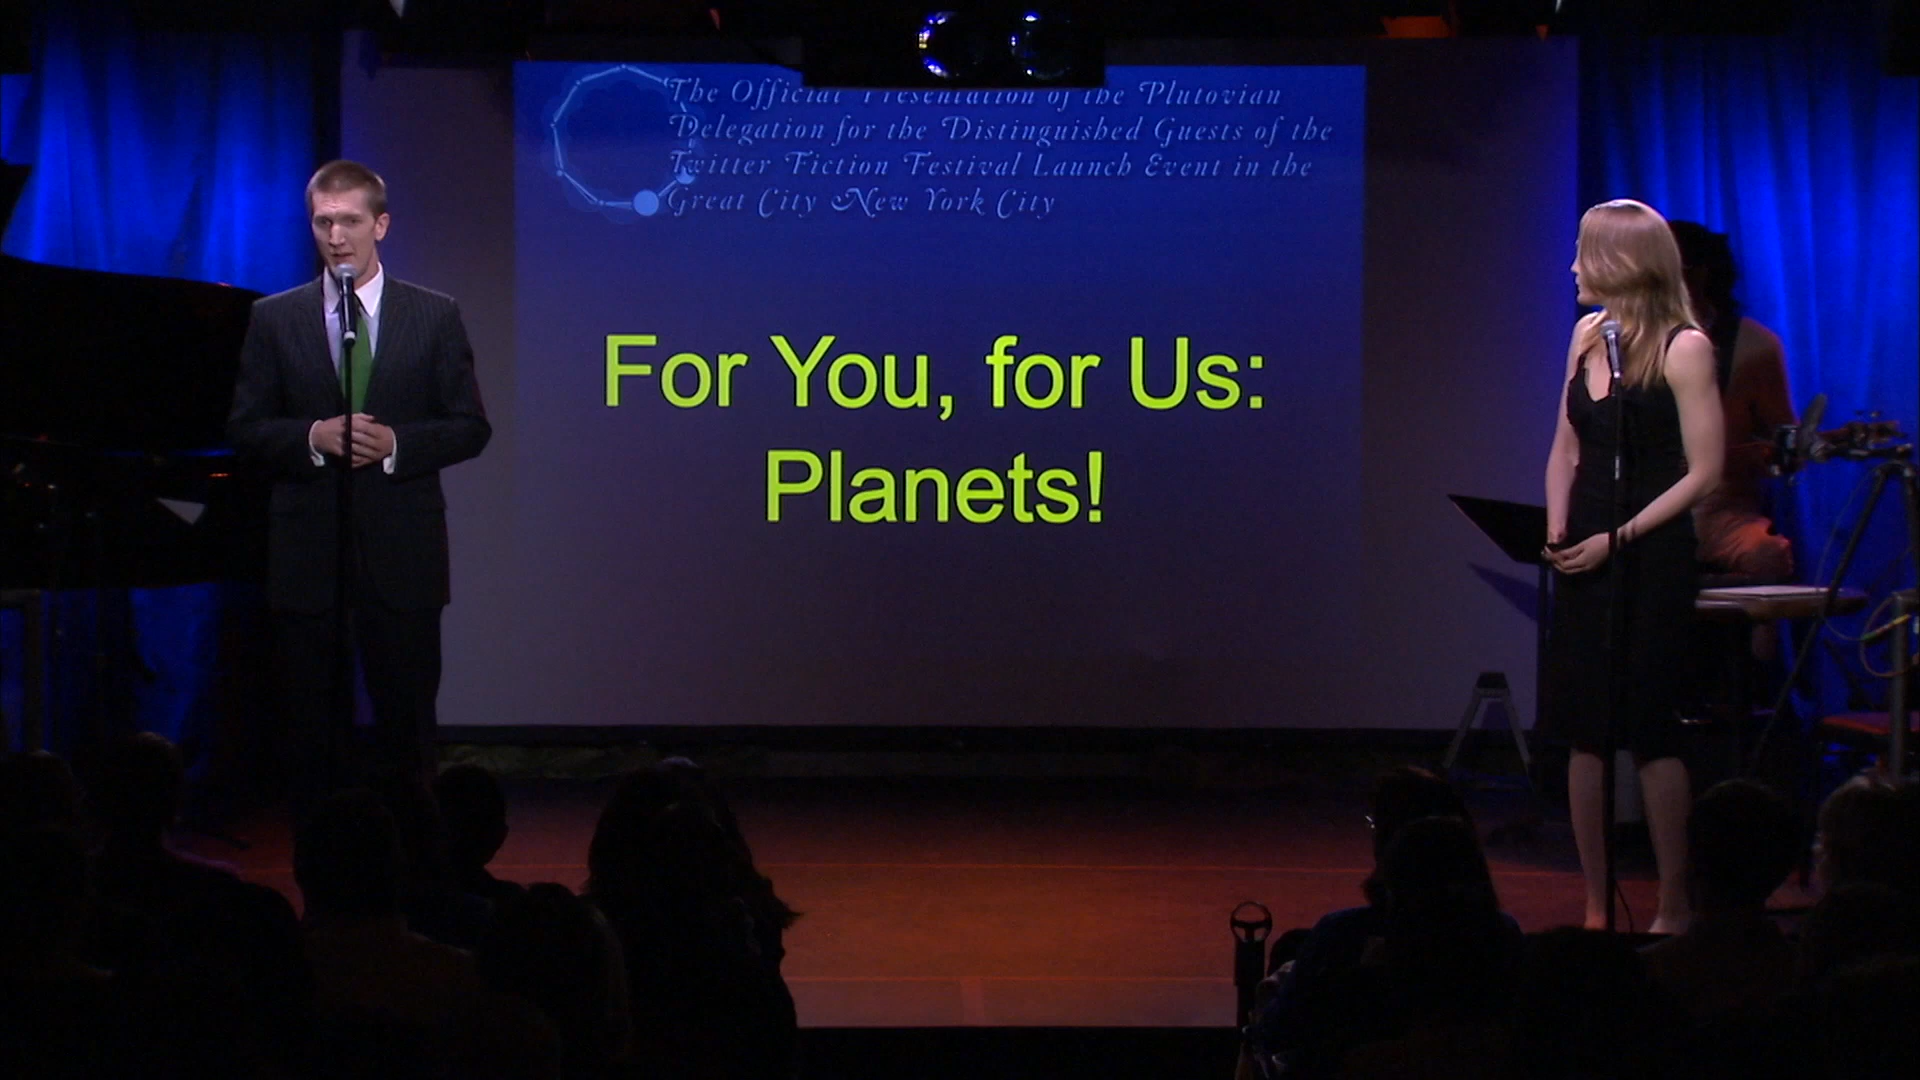 The Official Presentation of the Plutovian
Delegation for the Distinguished Guests of the
Twitter Fiction Festival Launch Event in the
Great City New York City
For You, for Us:
Planets!